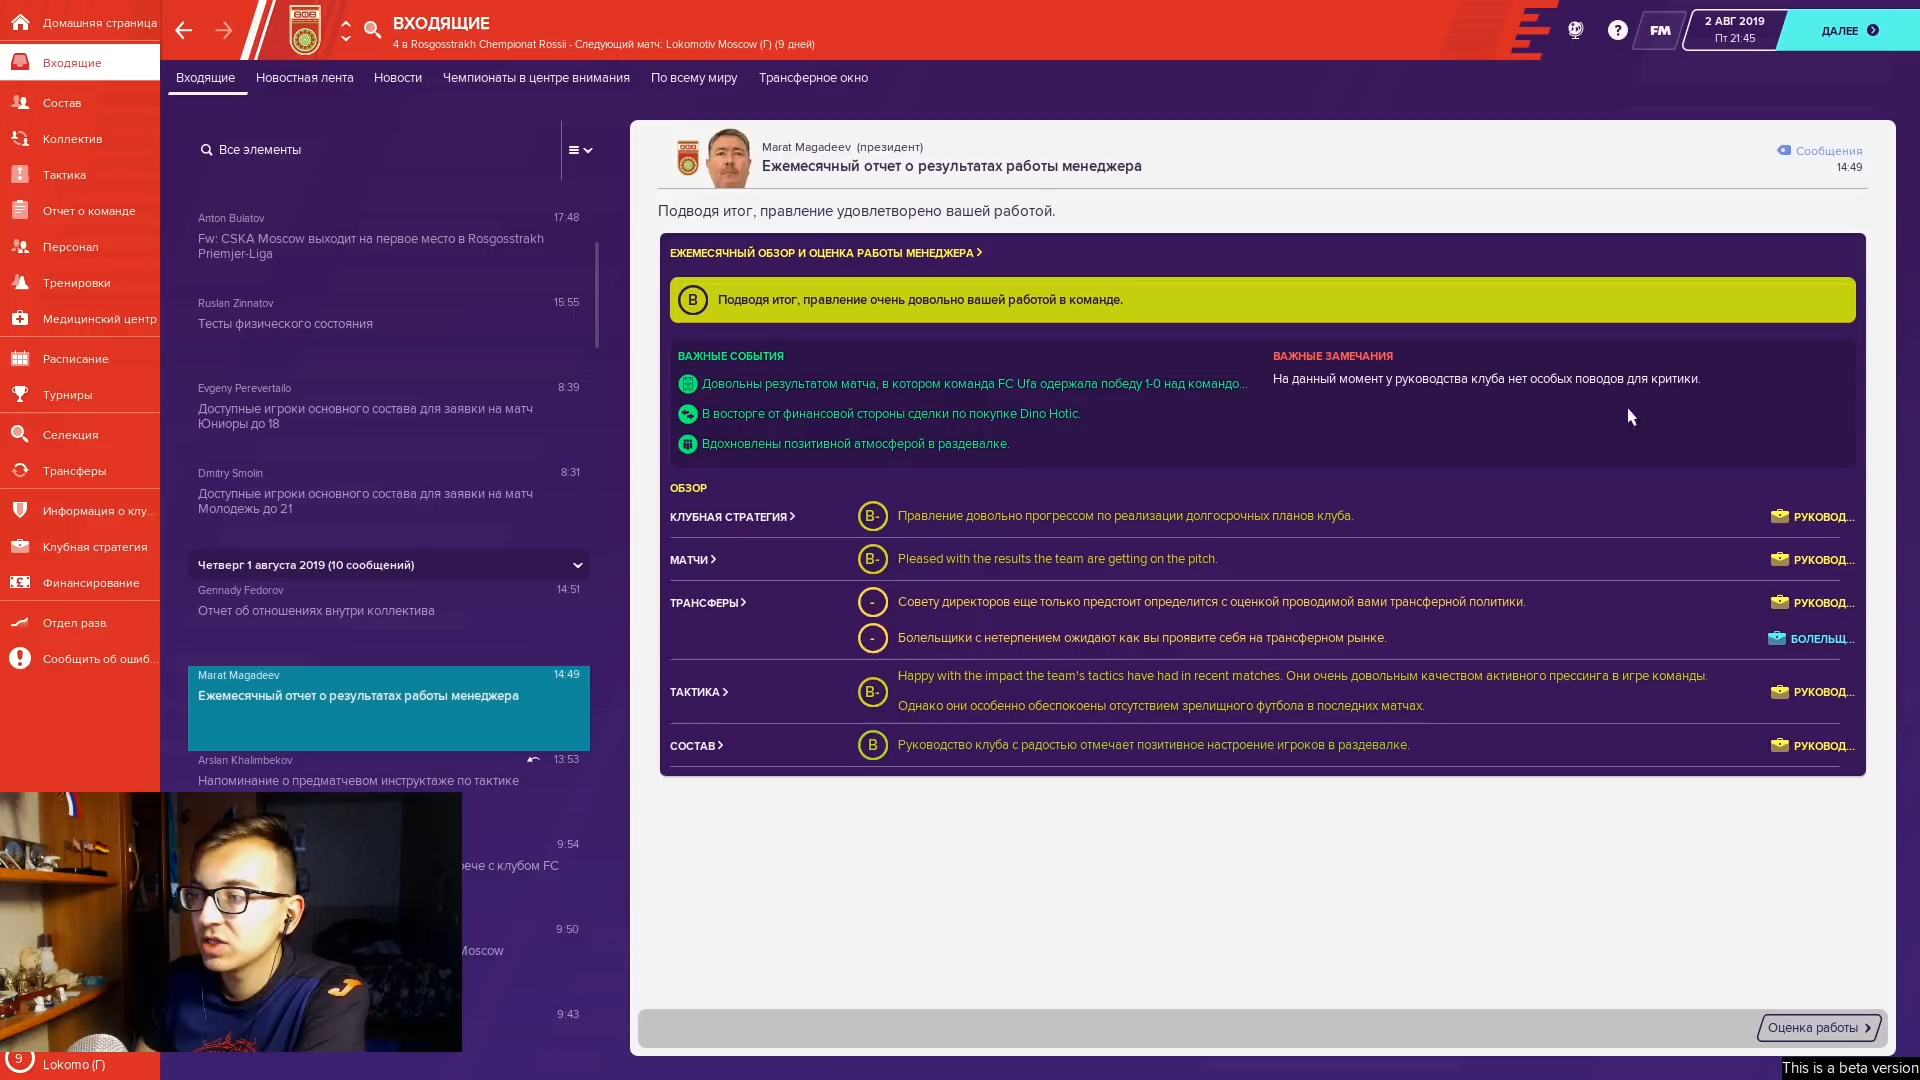 Домашняя страница
Входящие
Состав
Коллектив
Тактика
Отчет о команде
Персонал
Тренировки
Медицинский центр
Расписание
Турниры
Селекция
Трансферы
Информация о клу...
Клубная стратегия
Финансирование
Отдел разв.
Сообщить об ошиб...
9
Lokomo (Г)
ВХОДЯЩИЕ
4 в Rosgosstrakh Chempionat Rossii - Следующий матч: Lokomotiv Moscow (Г) (9 дней)
?
FM
2 АВГ 2019
Пт 21:45
ДАЛЕЕ
Входящие Новостная лента Новости Чемпионаты в центре внимания По всему миру Трансферное окно
Все элементы
Anton Bulatov 17:48
Fw: CSKA Moscow выходит на первое место в Rosgosstrakh
Priemjer-Liga
Ruslan Zinnatov 15:55
Тесты физического состояния
Evgeny Perevertailo 8:39
Доступные игроки основного состава для заявки на матч
Юниоры до 18
Dmitry Smolin 8:31
Доступные игроки основного состава для заявки на матч
Молодежь до 21
Четверг 1 августа 2019 (10 сообщений)
Gennady Fedorov 14:51
Отчет об отношениях внутри коллектива
Marat Magadeev 14:49
Ежемесячный отчет о результатах работы менеджера
Arslan Khalimbekov 13:53
Напоминание о предматчевом инструктаже по тактике
9:54
рече с клубом FC
9:50
Moscow
9:43
Marat Magadeev (президент)
Ежемесячный отчет о результатах работы менеджера
Сообщения
14:49
Подводя итог, правление удовлетворено вашей работой.
ЕЖЕМЕСЯЧНЫЙ ОБЗОР И ОЦЕНКА РАБОТЫ МЕНЕДЖЕРА
B Подводя итог, правление очень довольно вашей работой в команде.
ВАЖНЫЕ СОБЫТИЯ
Довольны результатом матча, в котором команда FC Ufa одержала победу 1-0 над командо...
В восторге от финансовой стороны сделки по покупке Dino Hotic.
Вдохновлены позитивной атмосферой в раздевалке.
ВАЖНЫЕ ЗАМЕЧАНИЯ
На данный момент у руководства клуба нет особых поводов для критики.
ОБЗОР
КЛУБНАЯ СТРАТЕГИЯ B- Правление довольно прогрессом по реализации долгосрочных планов клуба. РУКОВОД...
МАТЧИ B- Pleased with the results the team are getting on the pitch. РУКОВОД...
ТРАНСФЕРЫ - Совету директоров еще только предстоит определится с оценкой проводимой вами трансферной политики. РУКОВОД...
- Болельщики с нетерпением ожидают как вы проявите себя на трансферном рынке. БОЛЕЛЬЩ...
ТАКТИКА B- Happy with the impact the team's tactics have had in recent matches. Они очень довольным качеством активного прессинга в игре команды. РУКОВОД...
Однако они особенно обеспокоены отсутствием зрелищного футбола в последних матчах.
СОСТАВ B Руководство клуба с радостью отмечает позитивное настроение игроков в раздевалке. РУКОВОД...
Оценка работы
This is a beta version